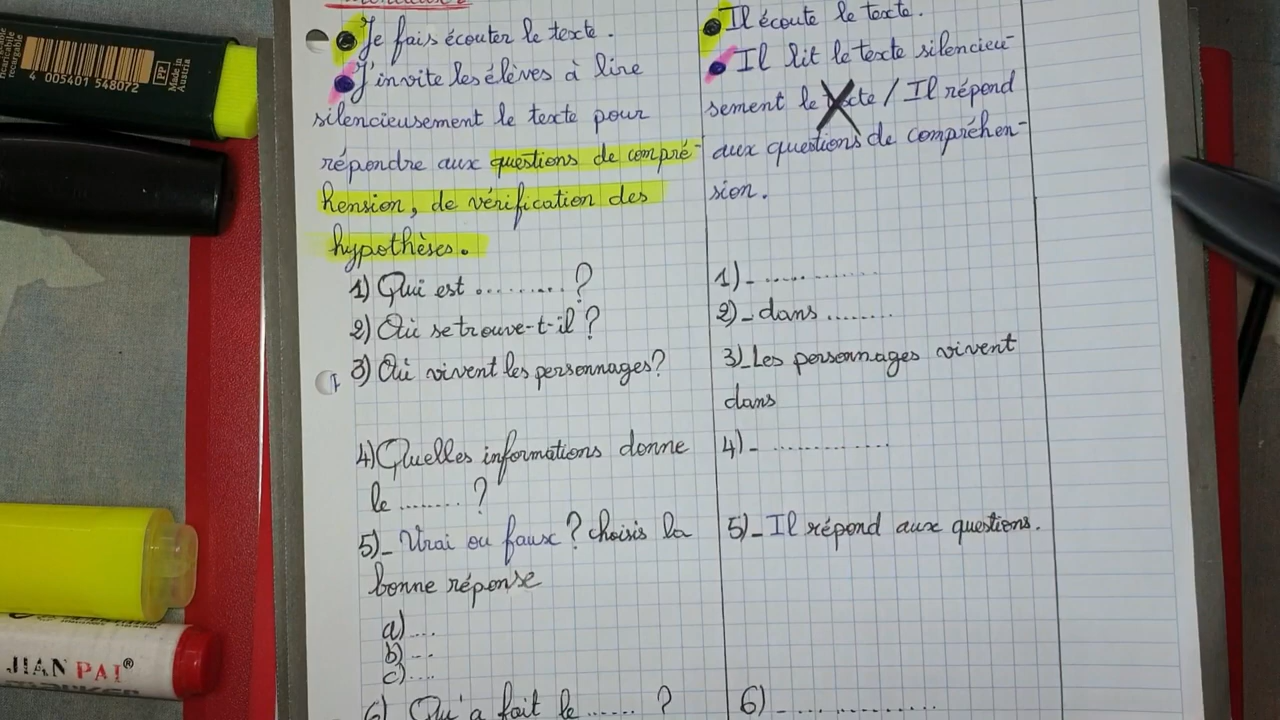 Je fais écouter le texte.
J'invite les élèves à lire
silencieusement le texte pour
répondre aux questions de compré-
hension, de vérification des
hypothèses.
1) Qui est .......... ?
2) Où se trouve-t-il ?
3) Où vivent les personnages?
4) Quelles informations donne
le ........ ?
5)_ Vrai ou faux ? choisis la
bonne réponse
a) ...
b) ...
c) ....
6) Qu'a fait le ...... ?
Il écoute le texte.
Il lit le texte silencieu-
sement le texte / Il répond
aux questions de compréhen-
sion.
1)_ .............
2)_ dans ........
3)_ Les personnages vivent
dans
4)_ .............
5)_ Il répond aux questions.
6)_ ..............
4 005401 548072
PP
Made in
Austria
rechargeable
JIAN PAI®
marker